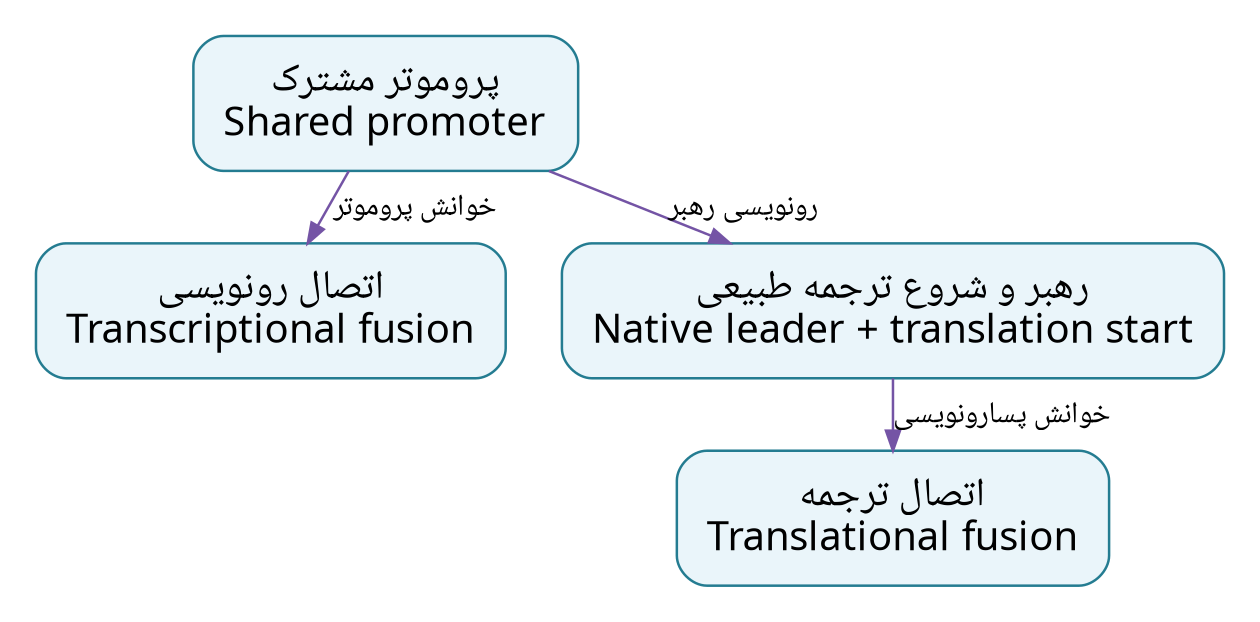 پروموتر مشترک
Shared promoter
خوانش پروموتر
رونویسی رهبر
اتصال رونویسی
Transcriptional fusion
رهبر و شروع ترجمه طبیعی
Native leader + translation start
خوانش پسارونویسی
اتصال ترجمه
Translational fusion